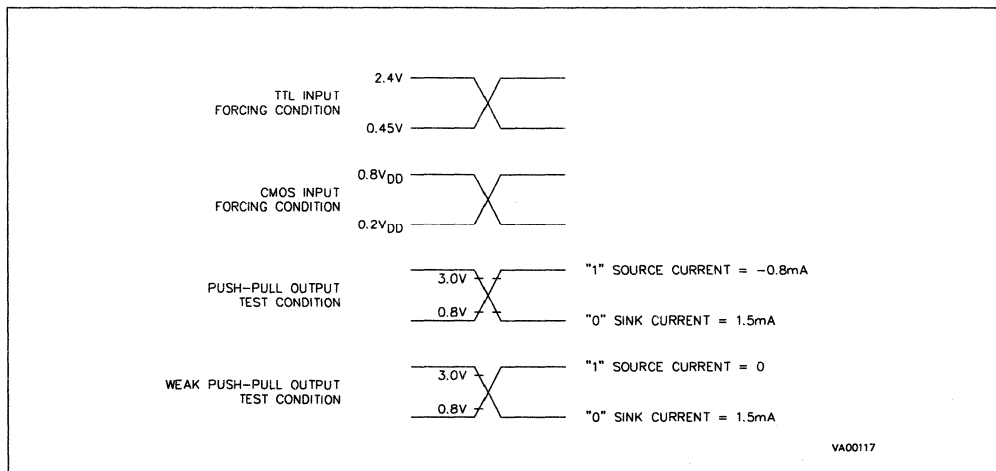 TTL INPUT
FORCING CONDITION
2.4V
0.45V
CMOS INPUT
FORCING CONDITION
0.8VDD
0.2VDD
PUSH-PULL OUTPUT
TEST CONDITION
3.0V
0.8V
"1" SOURCE CURRENT = -0.8mA
"0" SINK CURRENT = 1.5mA
WEAK PUSH-PULL OUTPUT
TEST CONDITION
3.0V
0.8V
"1" SOURCE CURRENT = 0
"0" SINK CURRENT = 1.5mA
VA00117